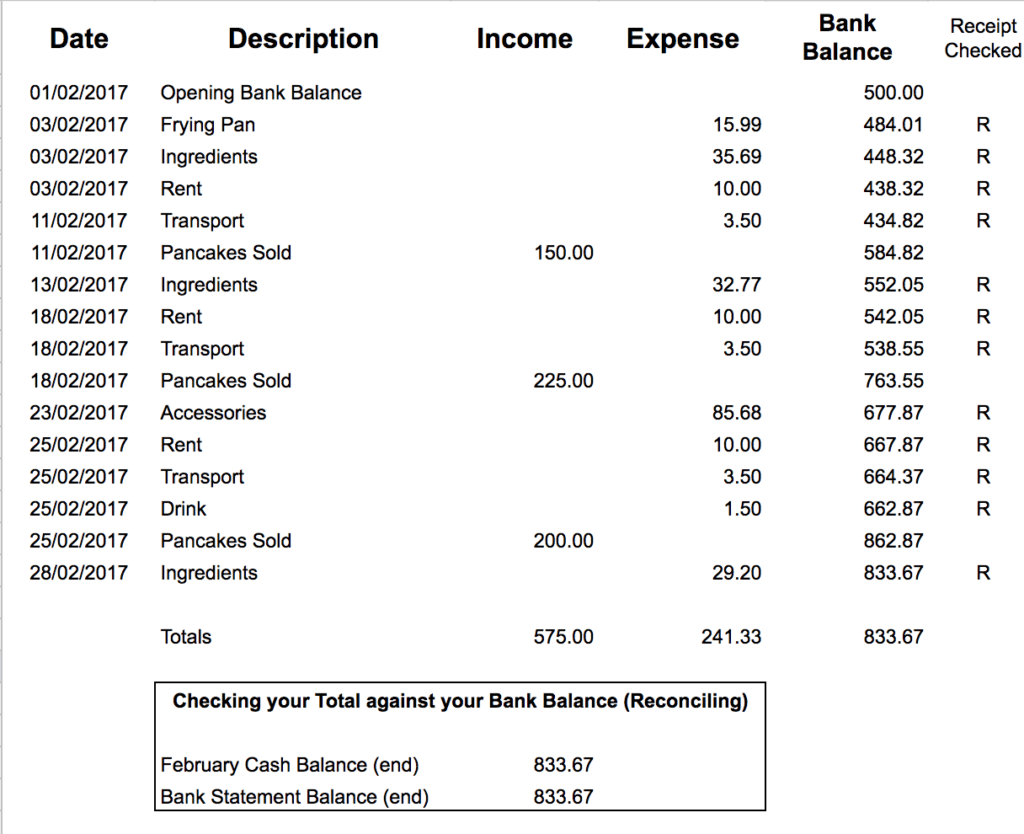 Date Description Income Expense Bank Balance Receipt Checked
01/02/2017 Opening Bank Balance 500.00
03/02/2017 Frying Pan 15.99 484.01 R
03/02/2017 Ingredients 35.69 448.32 R
03/02/2017 Rent 10.00 438.32 R
11/02/2017 Transport 3.50 434.82 R
11/02/2017 Pancakes Sold 150.00 584.82
13/02/2017 Ingredients 32.77 552.05 R
18/02/2017 Rent 10.00 542.05 R
18/02/2017 Transport 3.50 538.55 R
18/02/2017 Pancakes Sold 225.00 763.55
23/02/2017 Accessories 85.68 677.87 R
25/02/2017 Rent 10.00 667.87 R
25/02/2017 Transport 3.50 664.37 R
25/02/2017 Drink 1.50 662.87 R
25/02/2017 Pancakes Sold 200.00 862.87
28/02/2017 Ingredients 29.20 833.67 R
Totals 575.00 241.33 833.67
Checking your Total against your Bank Balance (Reconciling)
February Cash Balance (end) 833.67
Bank Statement Balance (end) 833.67